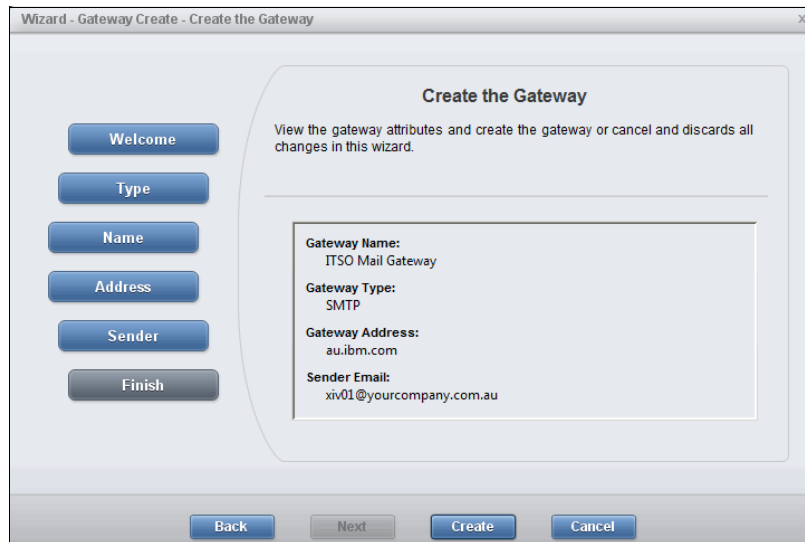 Wizard - Gateway Create - Create the Gateway
x
Welcome
Type
Name
Address
Sender
Finish
Create the Gateway
View the gateway attributes and create the gateway or cancel and discards all
changes in this wizard.
Gateway Name:
ITSO Mail Gateway
Gateway Type:
SMTP
Gateway Address:
au.ibm.com
Sender Email:
xiv01@yourcompany.com.au
Back
Next
Create
Cancel